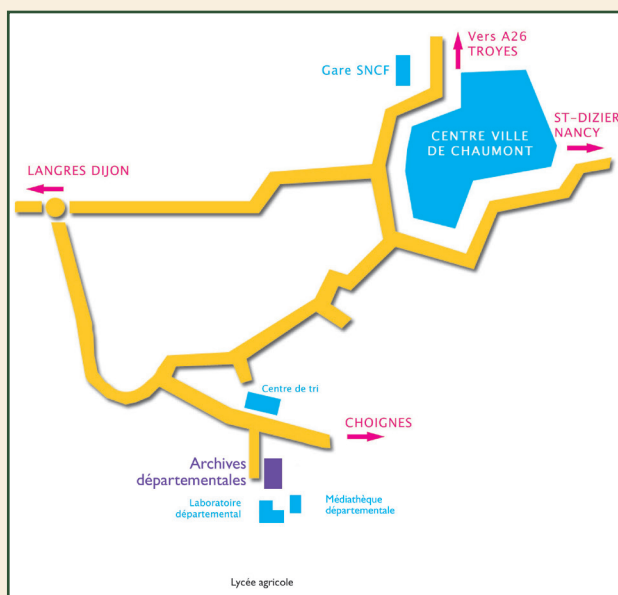 Vers A26
TROYES
Gare SNCF
ST-DIZIER
NANCY
CENTRE VILLE
DE CHAUMONT
LANGRES DIJON
Centre de tri
CHOIGNES
Archives
départementales
Laboratoire
départemental
Médiathèque
départementale
Lycée agricole